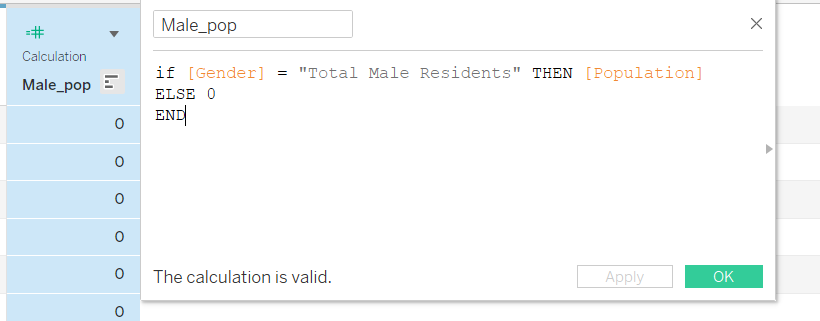 Calculation
Male_pop
0
0
0
0
0
0
Male_pop
if [Gender] = "Total Male Residents" THEN [Population]
ELSE 0
END
The calculation is valid.
Apply
OK